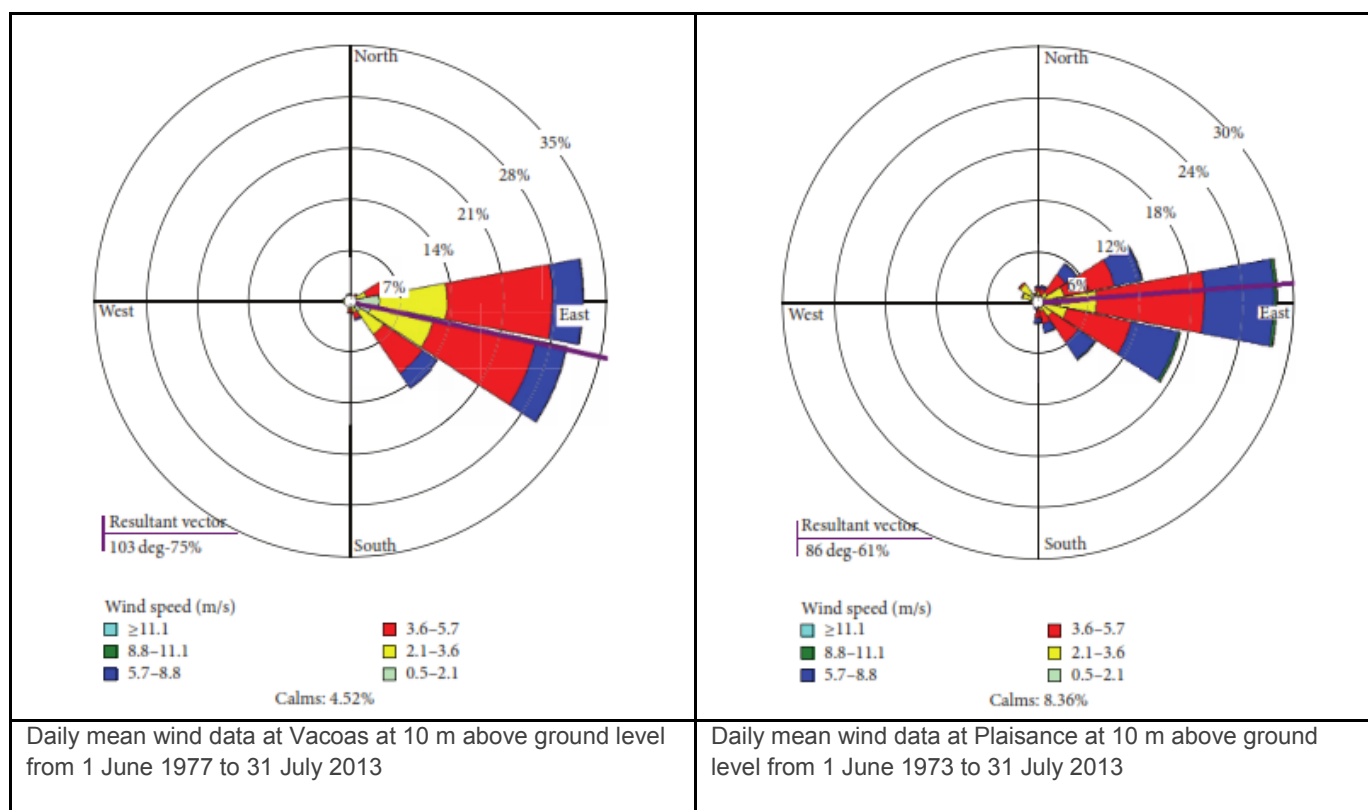 North
35%
28%
21%
14%
7%
West
East
Resultant vector
103 deg-75%
South
Wind speed (m/s)
≥11.1
3.6–5.7
8.8–11.1
2.1–3.6
5.7–8.8
0.5–2.1
Calms: 4.52%
Daily mean wind data at Vacoas at 10 m above ground level
from 1 June 1977 to 31 July 2013
North
30%
24%
18%
12%
6%
West
East
Resultant vector
86 deg-61%
South
Wind speed (m/s)
≥11.1
3.6–5.7
8.8–11.1
2.1–3.6
5.7–8.8
0.5–2.1
Calms: 8.36%
Daily mean wind data at Plaisance at 10 m above ground
level from 1 June 1973 to 31 July 2013